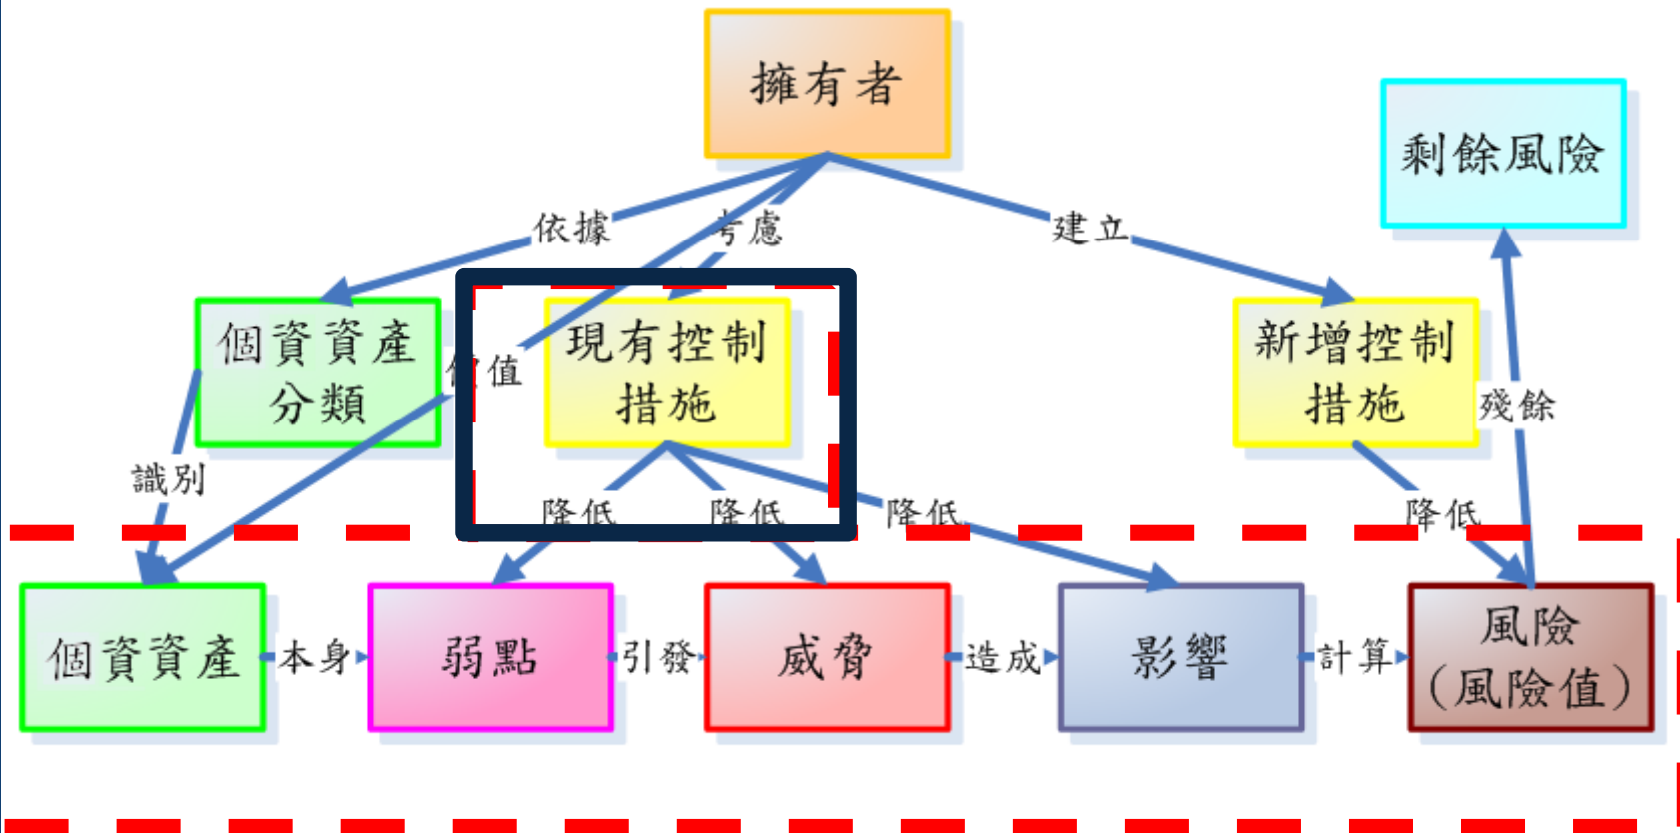 擁有者
剩餘風險
依據
考慮
建立
個資資產
分類
價值
現有控制
措施
新增控制
措施
殘餘
識別
降低
降低
降低
降低
個資資產
本身
弱點
引發
威脅
造成
影響
計算
風險
（風險值）